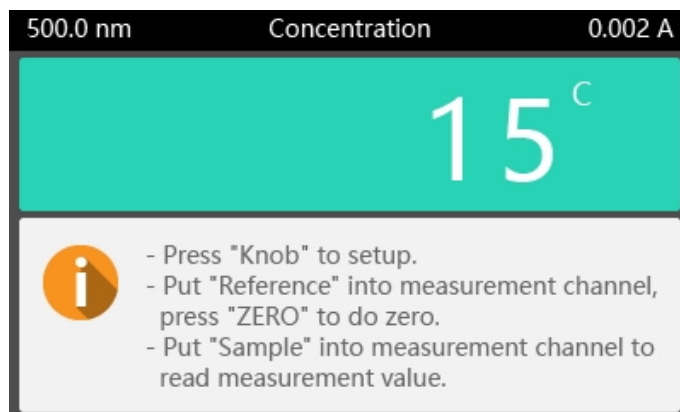 500.0 nm Concentration 0.002 A
15 C
- Press "Knob" to setup.
- Put "Reference" into measurement channel,
press "ZERO" to do zero.
- Put "Sample" into measurement channel to
read measurement value.